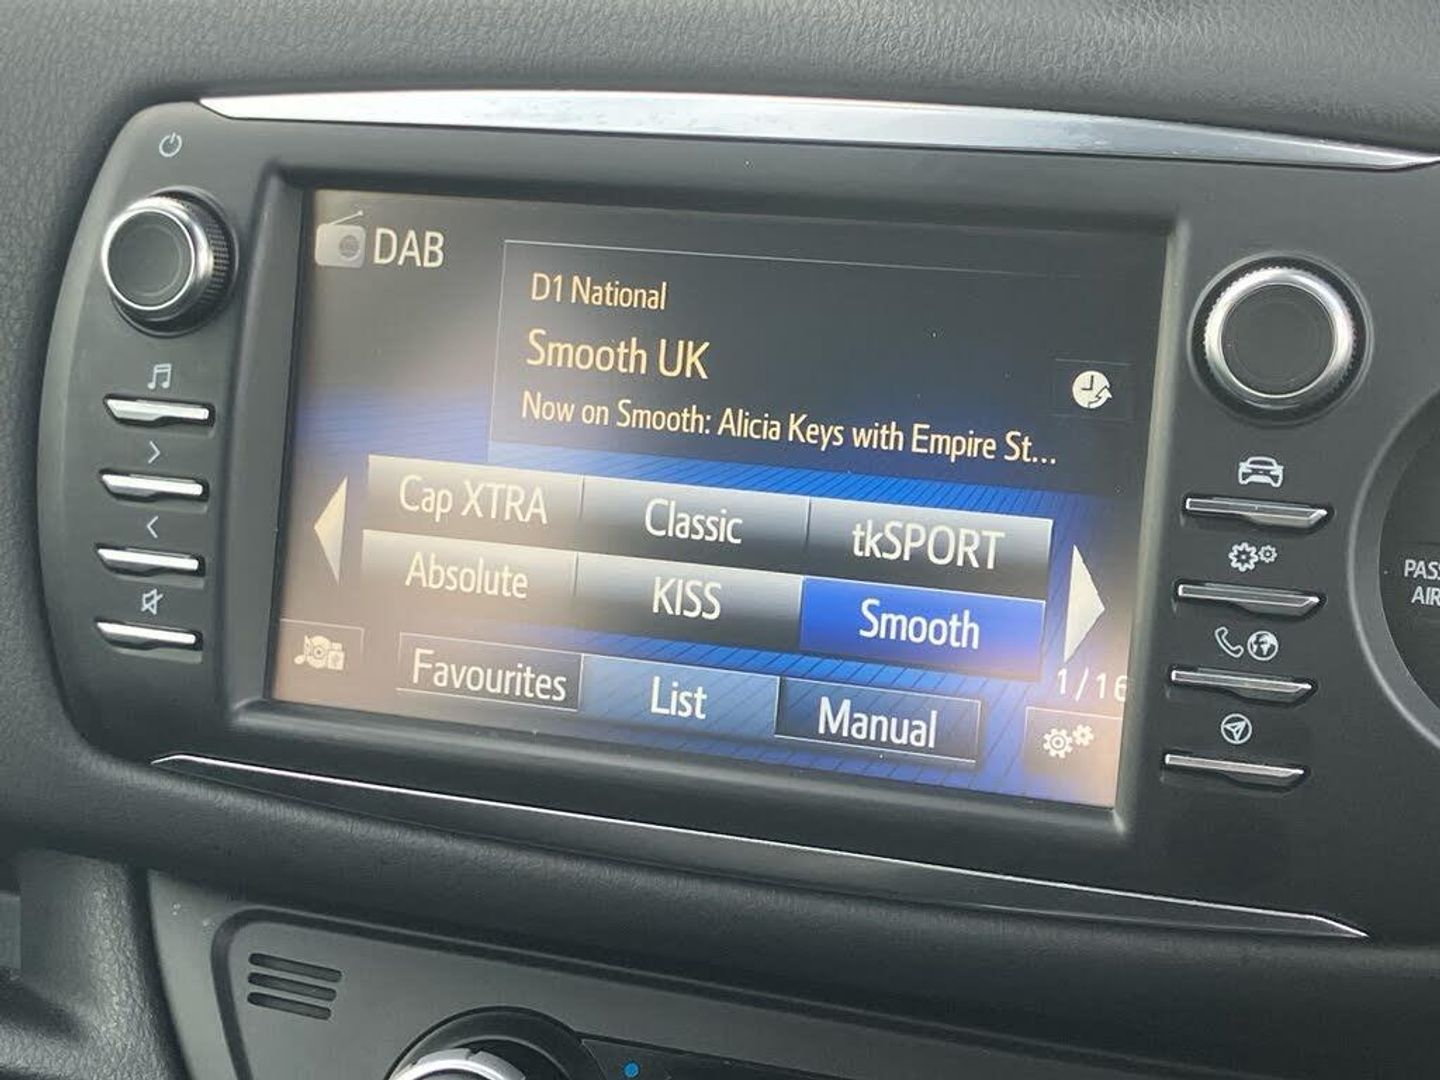 DAB
D1 National
Smooth UK
Now on Smooth: Alicia Keys with Empire St...
Cap XTRA Classic tkSPORT
Absolute KISS Smooth
1/16
Favourites List Manual
PASS
AIR